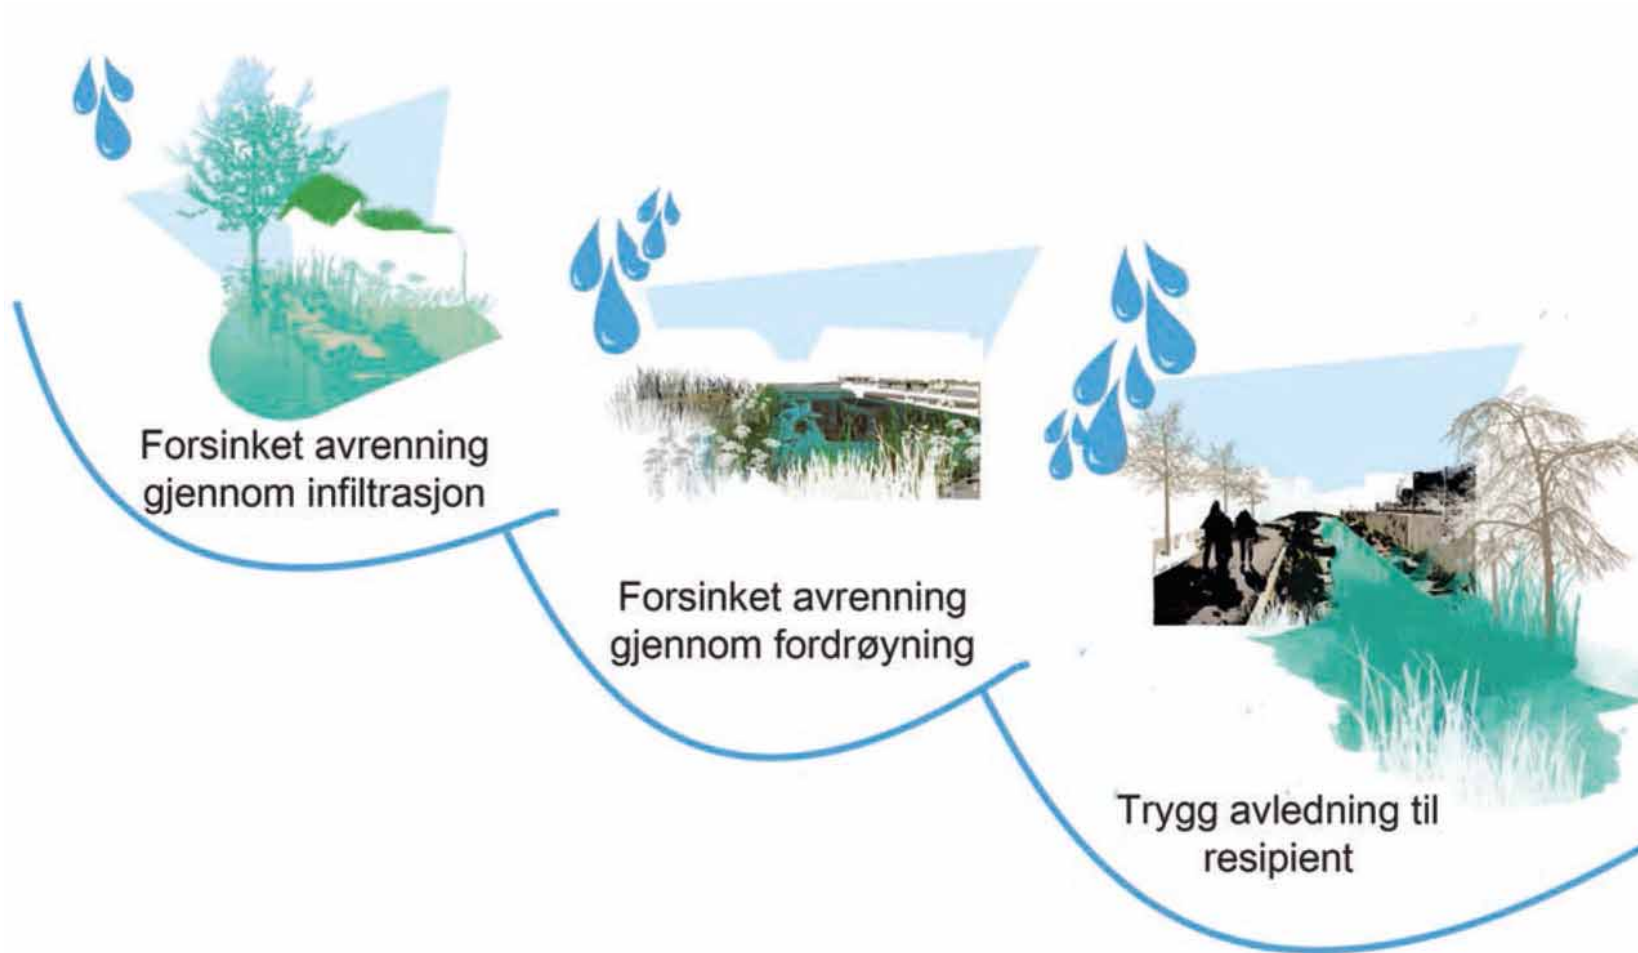 Forsinket avrenning
gjennom infiltrasjon
Forsinket avrenning
gjennom fordrøyning
Trygg avledning til
resipient